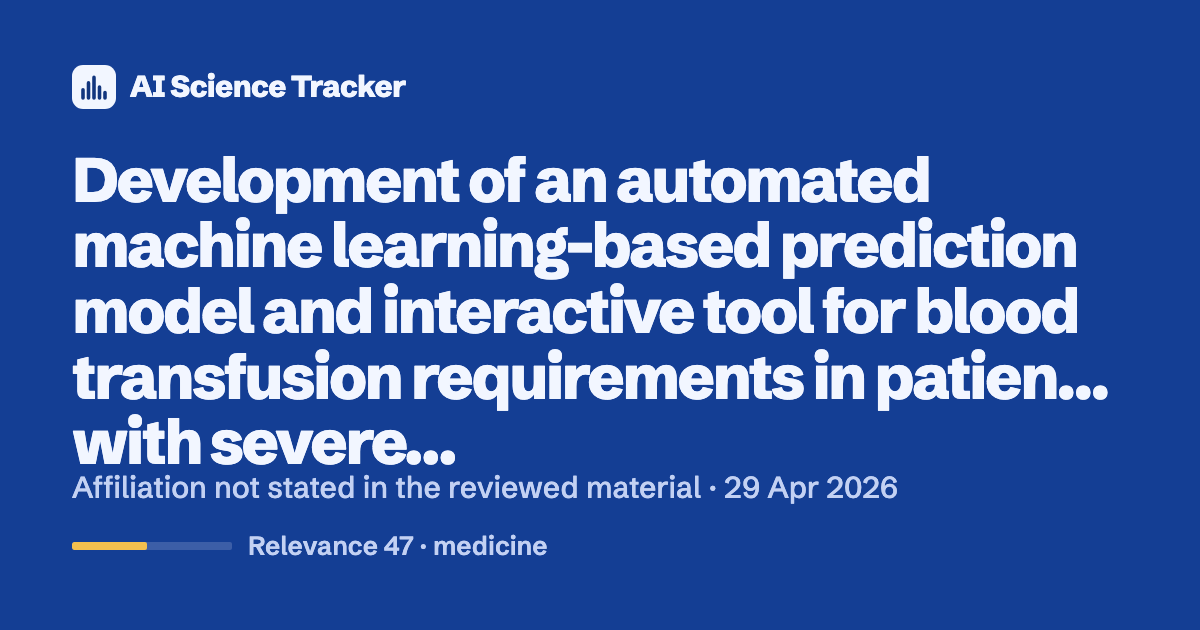 AI Science Tracker
Development of an automated
machine learning-based prediction
model and interactive tool for blood
transfusion requirements in patien...
with severe...
Affiliation not stated in the reviewed material · 29 Apr 2026
Relevance 47 · medicine